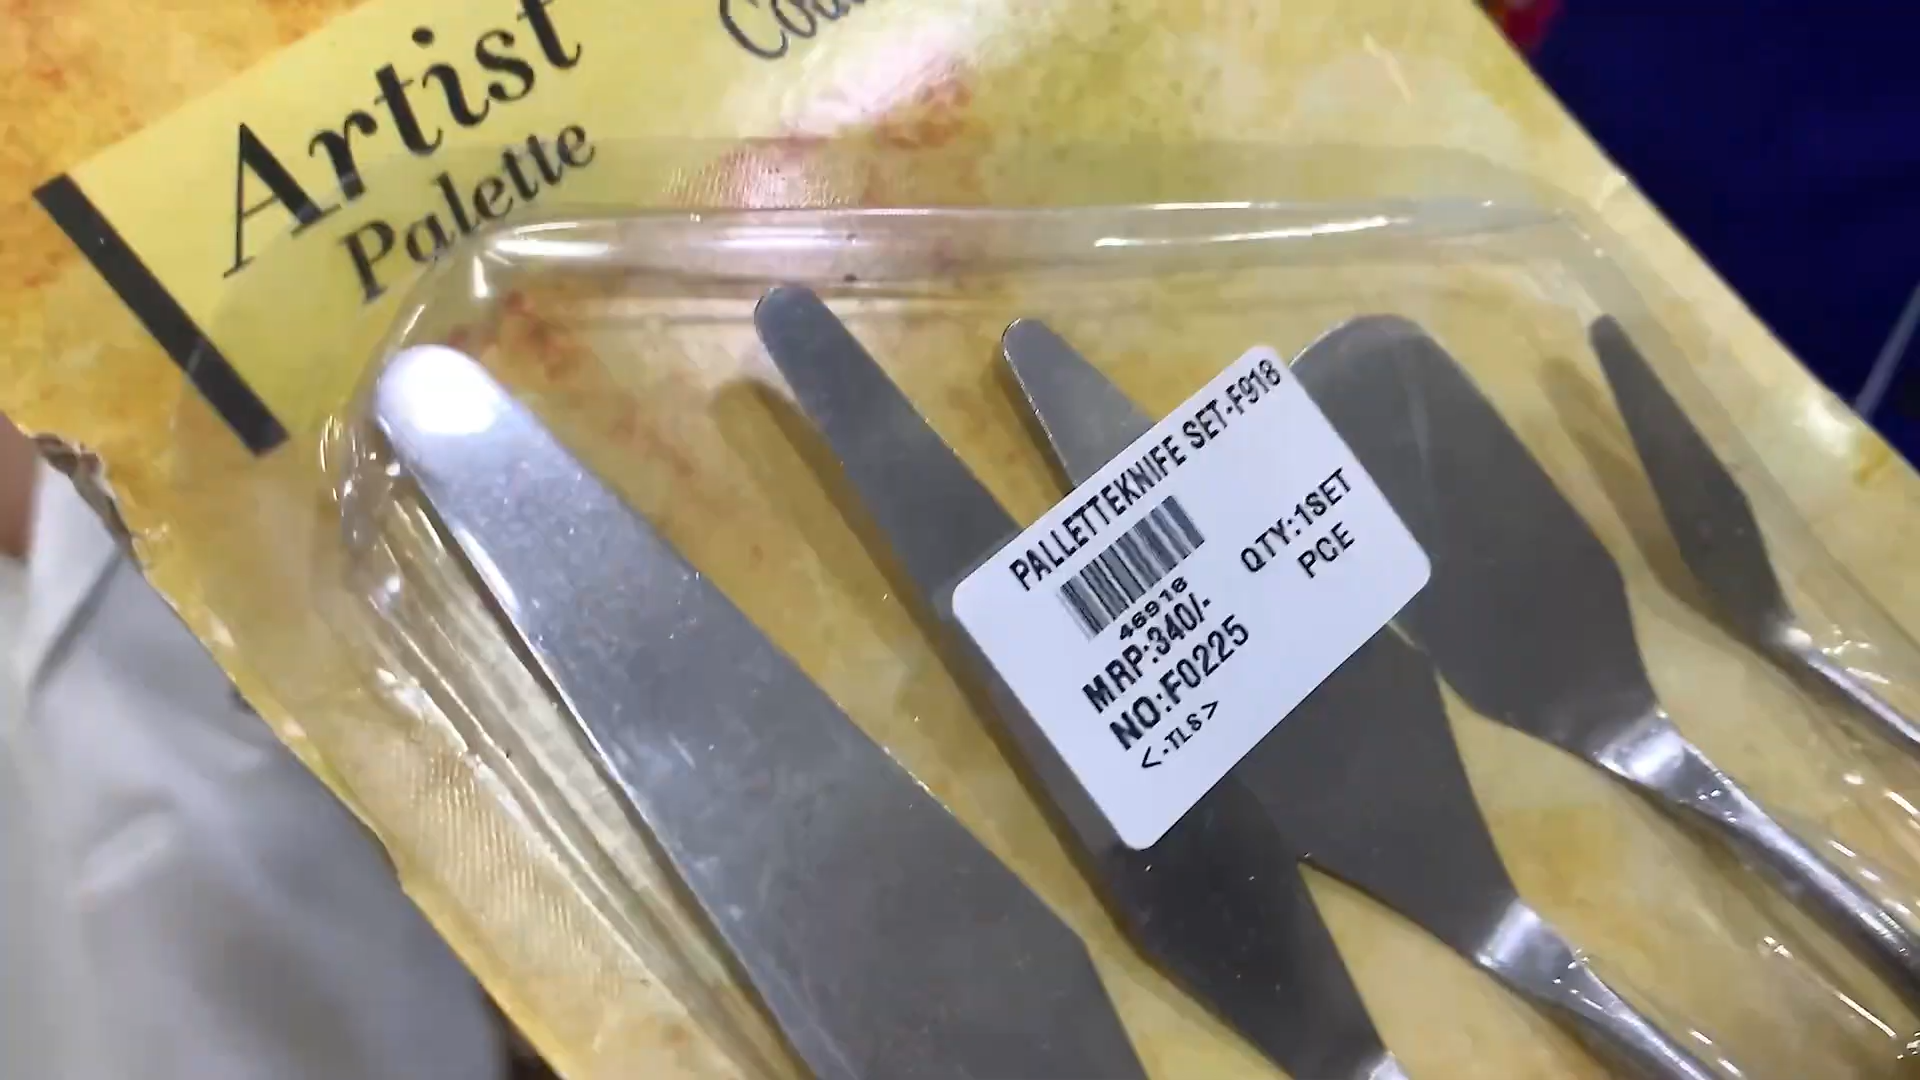 Artist
Palette
PALLETTEKNIFE SET-F918
46918
QTY:1SET
PCE
MRP:340/-
NO:F0225
<-TLS>